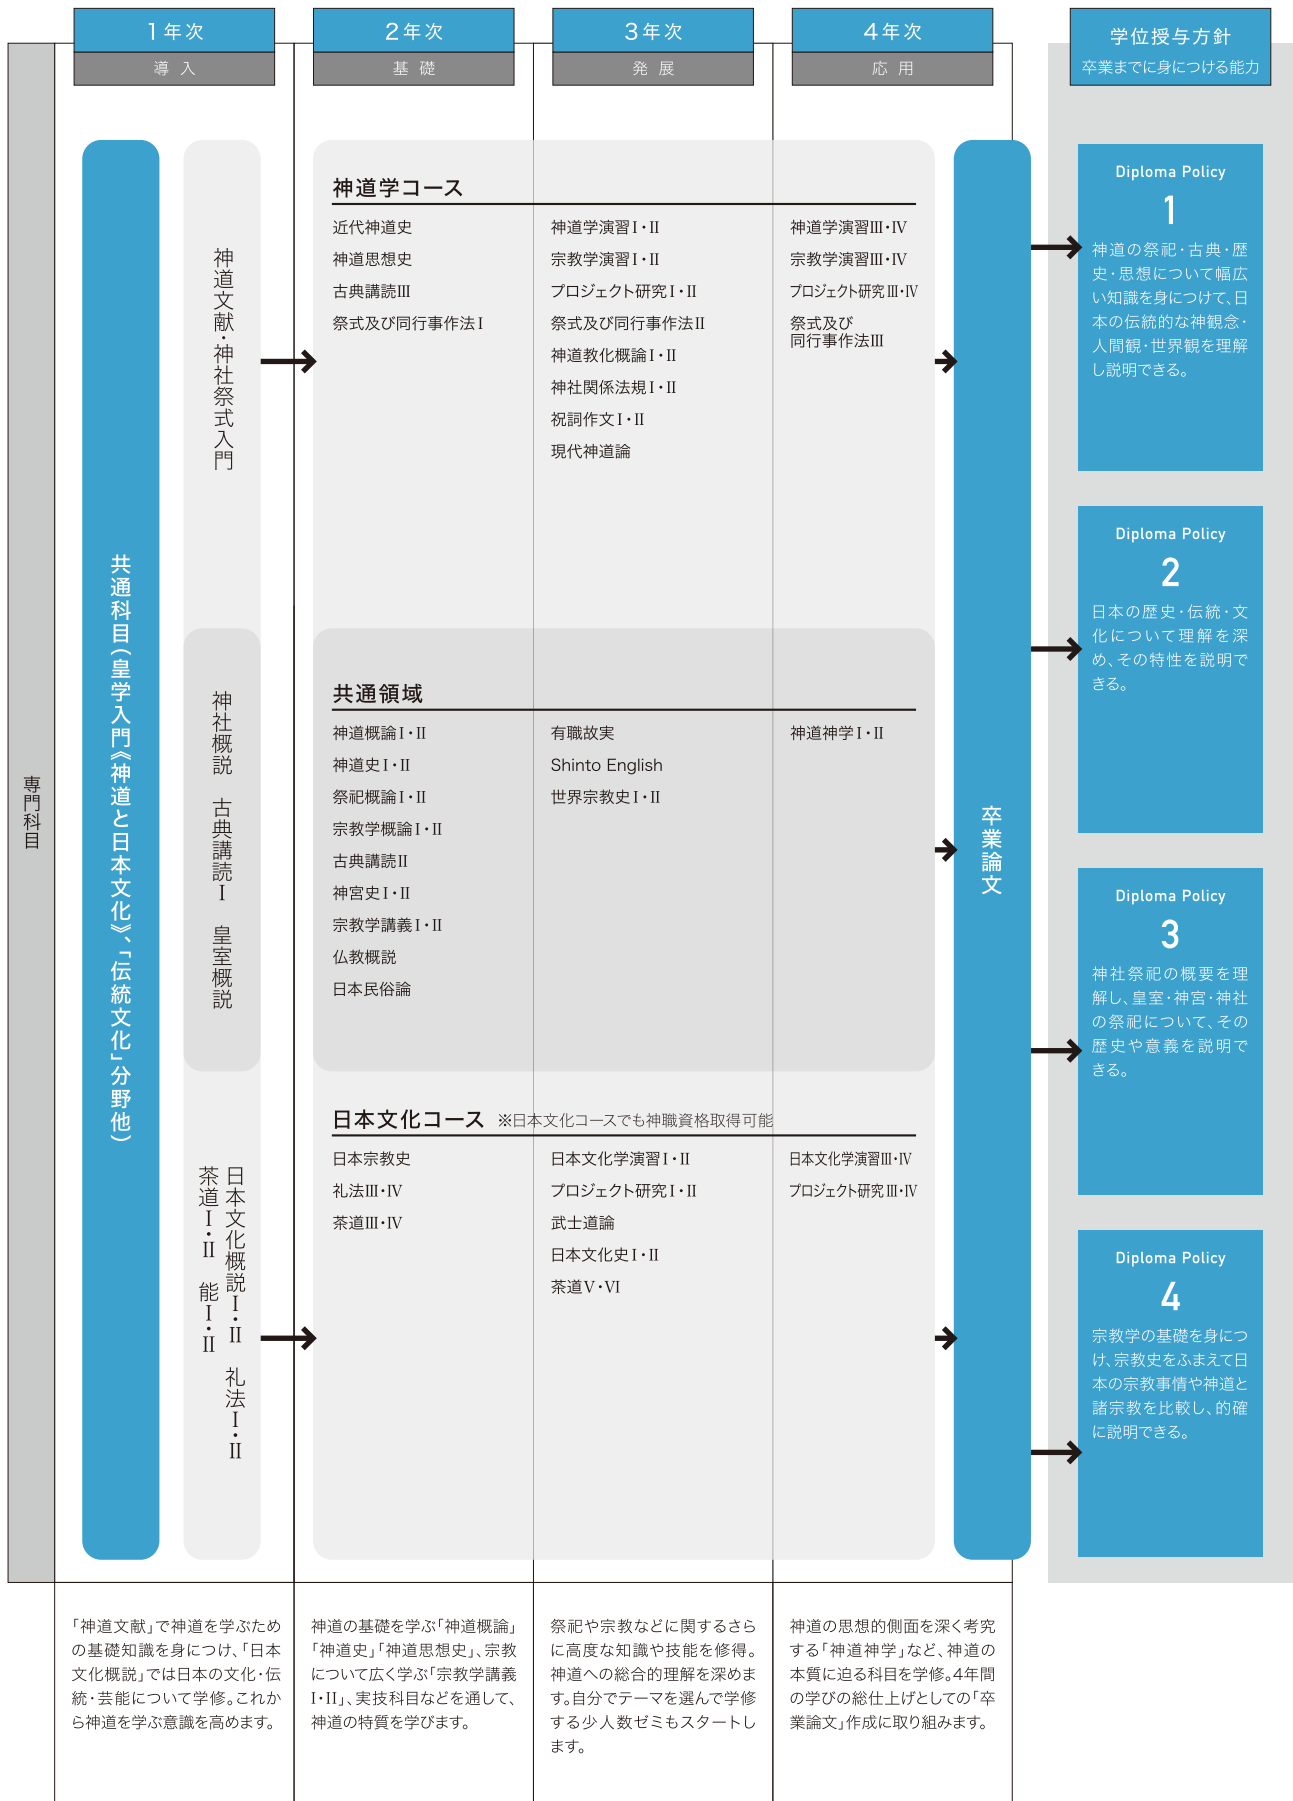 1年次
導 入
2年次
基 礎
3年次
発 展
4年次
応 用
学位授与方針
卒業までに身につける能力
専門科目
共通科目(皇学入門《神道と日本文化》、「伝統文化」分野他)
神道文献・神社祭式入門
神社概説　古典講読Ⅰ　皇室概説
日本文化概説Ⅰ・Ⅱ　礼法Ⅰ・Ⅱ
茶道Ⅰ・Ⅱ　能Ⅰ・Ⅱ
神道学コース
近代神道史
神道思想史
古典講読Ⅲ
祭式及び同行事作法Ⅰ
神道学演習Ⅰ・Ⅱ
宗教学演習Ⅰ・Ⅱ
プロジェクト研究Ⅰ・Ⅱ
祭式及び同行事作法Ⅱ
神道教化概論Ⅰ・Ⅱ
神社関係法規Ⅰ・Ⅱ
祝詞作文Ⅰ・Ⅱ
現代神道論
神道学演習Ⅲ・Ⅳ
宗教学演習Ⅲ・Ⅳ
プロジェクト研究Ⅲ・Ⅳ
祭式及び
同行事作法Ⅲ
共通領域
神道概論Ⅰ・Ⅱ
神道史Ⅰ・Ⅱ
祭祀概論Ⅰ・Ⅱ
宗教学概論Ⅰ・Ⅱ
古典講読Ⅱ
神宮史Ⅰ・Ⅱ
宗教学講義Ⅰ・Ⅱ
仏教概説
日本民俗論
有職故実
Shinto English
世界宗教史Ⅰ・Ⅱ
神道神学Ⅰ・Ⅱ
日本文化コース ※日本文化コースでも神職資格取得可能
日本宗教史
礼法Ⅲ・Ⅳ
茶道Ⅲ・Ⅳ
日本文化学演習Ⅰ・Ⅱ
プロジェクト研究Ⅰ・Ⅱ
武士道論
日本文化史Ⅰ・Ⅱ
茶道Ⅴ・Ⅵ
日本文化学演習Ⅲ・Ⅳ
プロジェクト研究Ⅲ・Ⅳ
卒業論文
Diploma Policy
1
神道の祭祀・古典・歴
史・思想について幅広
い知識を身につけて、日
本の伝統的な神観念・
人間観・世界観を理解
し説明できる。
Diploma Policy
2
日本の歴史・伝統・文
化について理解を深
め、その特性を説明で
きる。
Diploma Policy
3
神社祭祀の概要を理
解し、皇室・神宮・神社
の祭祀について、その
歴史や意義を説明で
きる。
Diploma Policy
4
宗教学の基礎を身につ
け、宗教史をふまえて日
本の宗教事情や神道と
諸宗教を比較し、的確
に説明できる。
「神道文献」で神道を学ぶため
の基礎知識を身につけ、「日本
文化概説」では日本の文化・伝
統・芸能について学修。これか
ら神道を学ぶ意識を高めます。
神道の基礎を学ぶ「神道概論」
「神道史」「神道思想史」、宗教
について広く学ぶ「宗教学講義
Ⅰ・Ⅱ」、実技科目などを通して、
神道の特質を学びます。
祭祀や宗教などに関するさら
に高度な知識や技能を修得。
神道への総合的理解を深めま
す。自分でテーマを選んで学修
する少人数ゼミもスタートし
ます。
神道の思想的側面を深く考究
する「神道神学」など、神道の
本質に迫る科目を学修。4年間
の学びの総仕上げとしての「卒
業論文」作成に取り組みます。